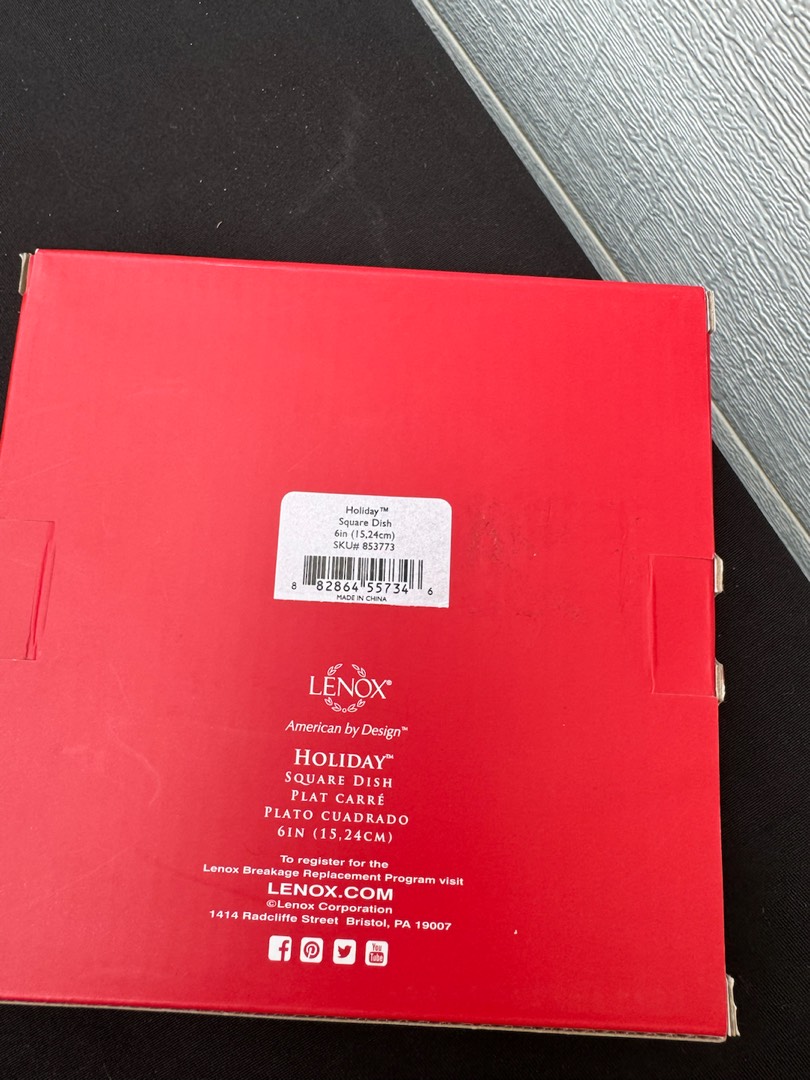 Holiday™
Square Dish
6in (15,24cm)
SKU# 853773
8 82864 55734 6
MADE IN CHINA
LENOX®
American by Design™
HOLIDAY™
SQUARE DISH
PLAT CARRÉ
PLATO CUADRADO
6IN (15,24CM)
To register for the
Lenox Breakage Replacement Program visit
LENOX.COM
©Lenox Corporation
1414 Radcliffe Street Bristol, PA 19007
You
Tube